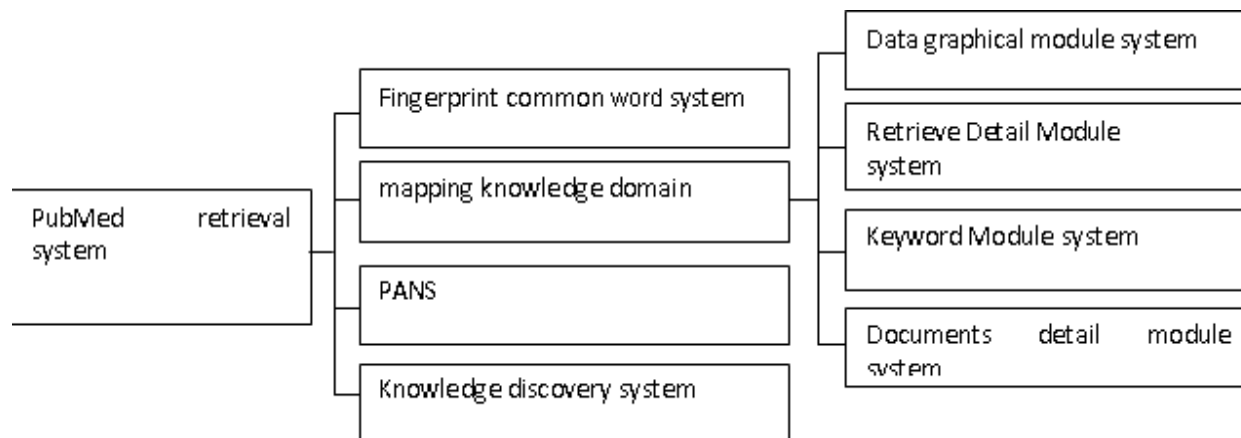 PubMed retrieval
system
Fingerprint common word system
mapping knowledge domain
PANS
Knowledge discovery system
Data graphical module system
Retrieve Detail Module
system
Keyword Module system
Documents detail module
system